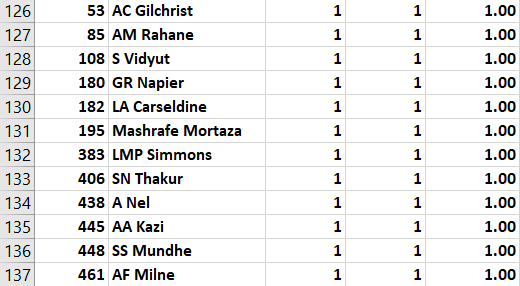 126 53 AC Gilchrist 1 1 1.00
127 85 AM Rahane 1 1 1.00
128 108 S Vidyut 1 1 1.00
129 180 GR Napier 1 1 1.00
130 182 LA Carseldine 1 1 1.00
131 195 Mashrafe Mortaza 1 1 1.00
132 383 LMP Simmons 1 1 1.00
133 406 SN Thakur 1 1 1.00
134 438 A Nel 1 1 1.00
135 445 AA Kazi 1 1 1.00
136 448 SS Mundhe 1 1 1.00
137 461 AF Milne 1 1 1.00